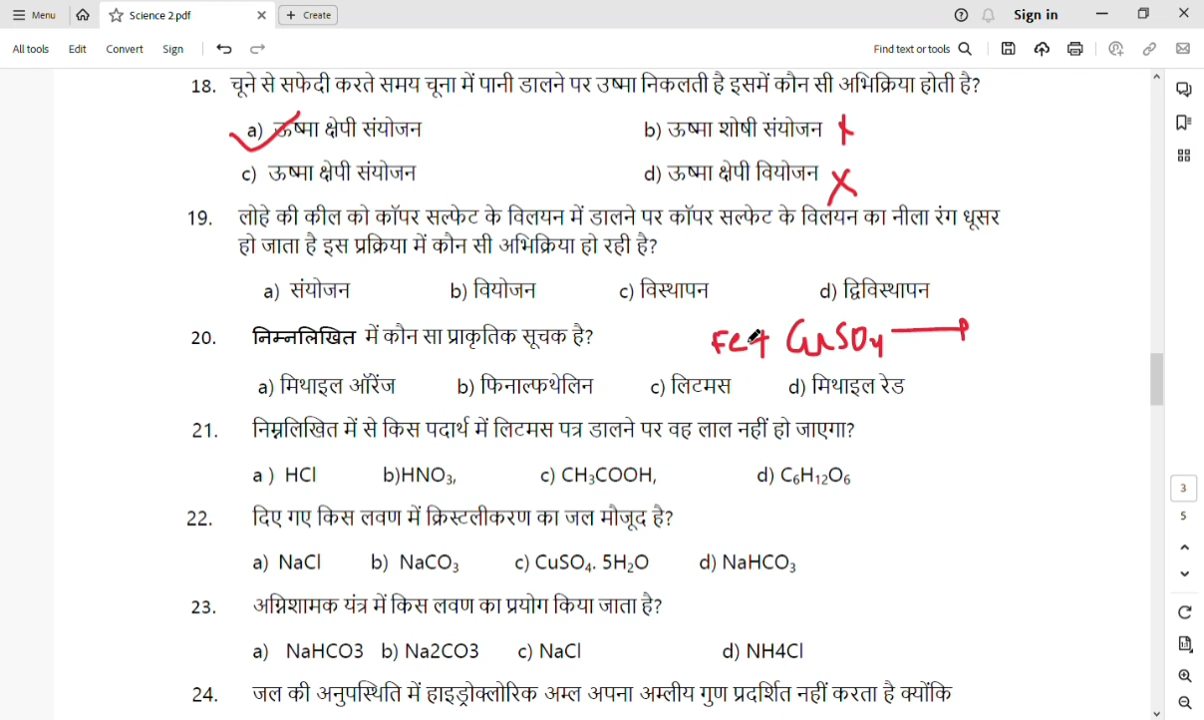 Menu Science 2.pdf Create Sign in
All tools Edit Convert Sign Find text or tools
18. चूने से सफेदी करते समय चूना में पानी डालने पर उष्मा निकलती है इसमें कौन सी अभिक्रिया होती है?
a) ऊष्मा क्षेपी संयोजन b) ऊष्मा शोषी संयोजन
c) ऊष्मा क्षेपी संयोजन d) ऊष्मा क्षेपी वियोजन
19. लोहे की कील को कॉपर सल्फेट के विलयन में डालने पर कॉपर सल्फेट के विलयन का नीला रंग धूसर
हो जाता है इस प्रक्रिया में कौन सी अभिक्रिया हो रही है?
a) संयोजन b) वियोजन c) विस्थापन d) द्विविस्थापन
20. निम्नलिखित में कौन सा प्राकृतिक सूचक है? Fe+ CuSO4
a) मिथाइल ऑरेंज b) फिनाल्फथेलिन c) लिटमस d) मिथाइल रेड
21. निम्नलिखित में से किस पदार्थ में लिटमस पत्र डालने पर वह लाल नहीं हो जाएगा?
a ) HCl b)HNO₃, c) CH₃COOH, d) C₆H₁₂O₆
22. दिए गए किस लवण में क्रिस्टलीकरण का जल मौजूद है?
a) NaCl b) NaCO₃ c) CuSO₄. 5H₂O d) NaHCO₃
23. अग्निशामक यंत्र में किस लवण का प्रयोग किया जाता है?
a) NaHCO3 b) Na2CO3 c) NaCl d) NH4Cl
24. जल की अनुपस्थिति में हाइड्रोक्लोरिक अम्ल अपना अम्लीय गुण प्रदर्शित नहीं करता है क्योंकि
3
5